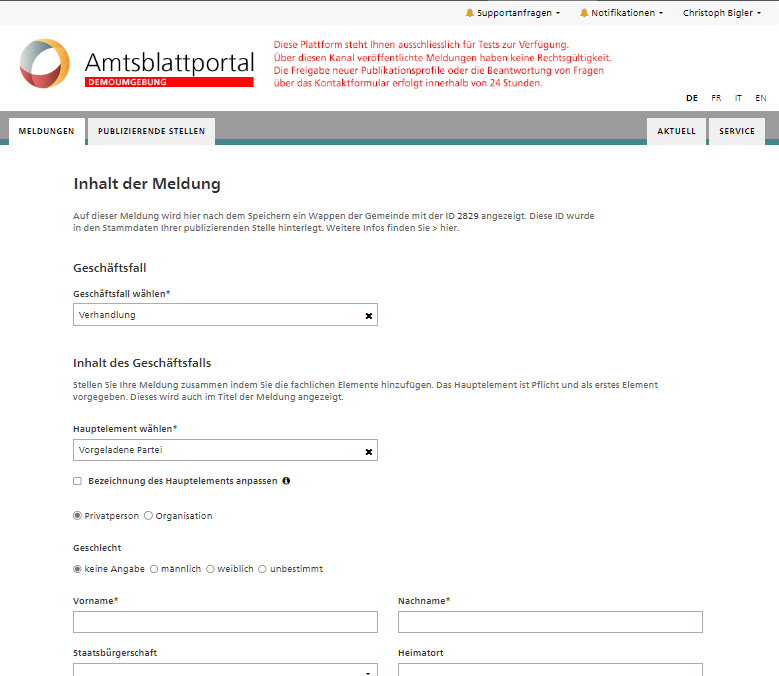 Supportanfragen Notifikationen Christoph Bigler
Amtsblattportal
DEMOUMGEBUNG
Diese Plattform steht Ihnen ausschliesslich für Tests zur Verfügung.
Über diesen Kanal veröffentlichte Meldungen haben keine Rechtsgültigkeit.
Die Freigabe neuer Publikationsprofile oder die Beantwortung von Fragen
über das Kontaktformular erfolgt innerhalb von 24 Stunden.
DE FR IT EN
MELDUNGEN PUBLIZIERENDE STELLEN AKTUELL SERVICE
Inhalt der Meldung
Auf dieser Meldung wird hier nach dem Speichern ein Wappen der Gemeinde mit der ID 2829 angezeigt. Diese ID wurde
in den Stammdaten Ihrer publizierenden Stelle hinterlegt. Weitere Infos finden Sie > hier.
Geschäftsfall
Geschäftsfall wählen*
Verhandlung
Inhalt des Geschäftsfalls
Stellen Sie Ihre Meldung zusammen indem Sie die fachlichen Elemente hinzufügen. Das Hauptelement ist Pflicht und als erstes Element
vorgegeben. Dieses wird auch im Titel der Meldung angezeigt.
Hauptelement wählen*
Vorgeladene Partei
Bezeichnung des Hauptelements anpassen
Privatperson Organisation
Geschlecht
keine Angabe männlich weiblich unbestimmt
Vorname* Nachname*
Staatsbürgerschaft Heimatort